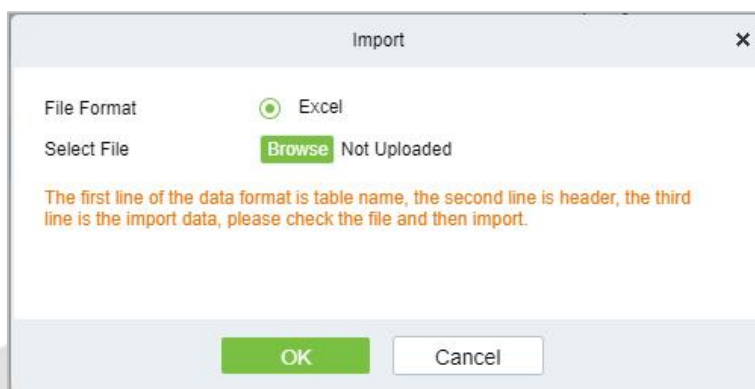 Import
File Format Excel
Select File Browse Not Uploaded
The first line of the data format is table name, the second line is header, the third
line is the import data, please check the file and then import.
OK Cancel